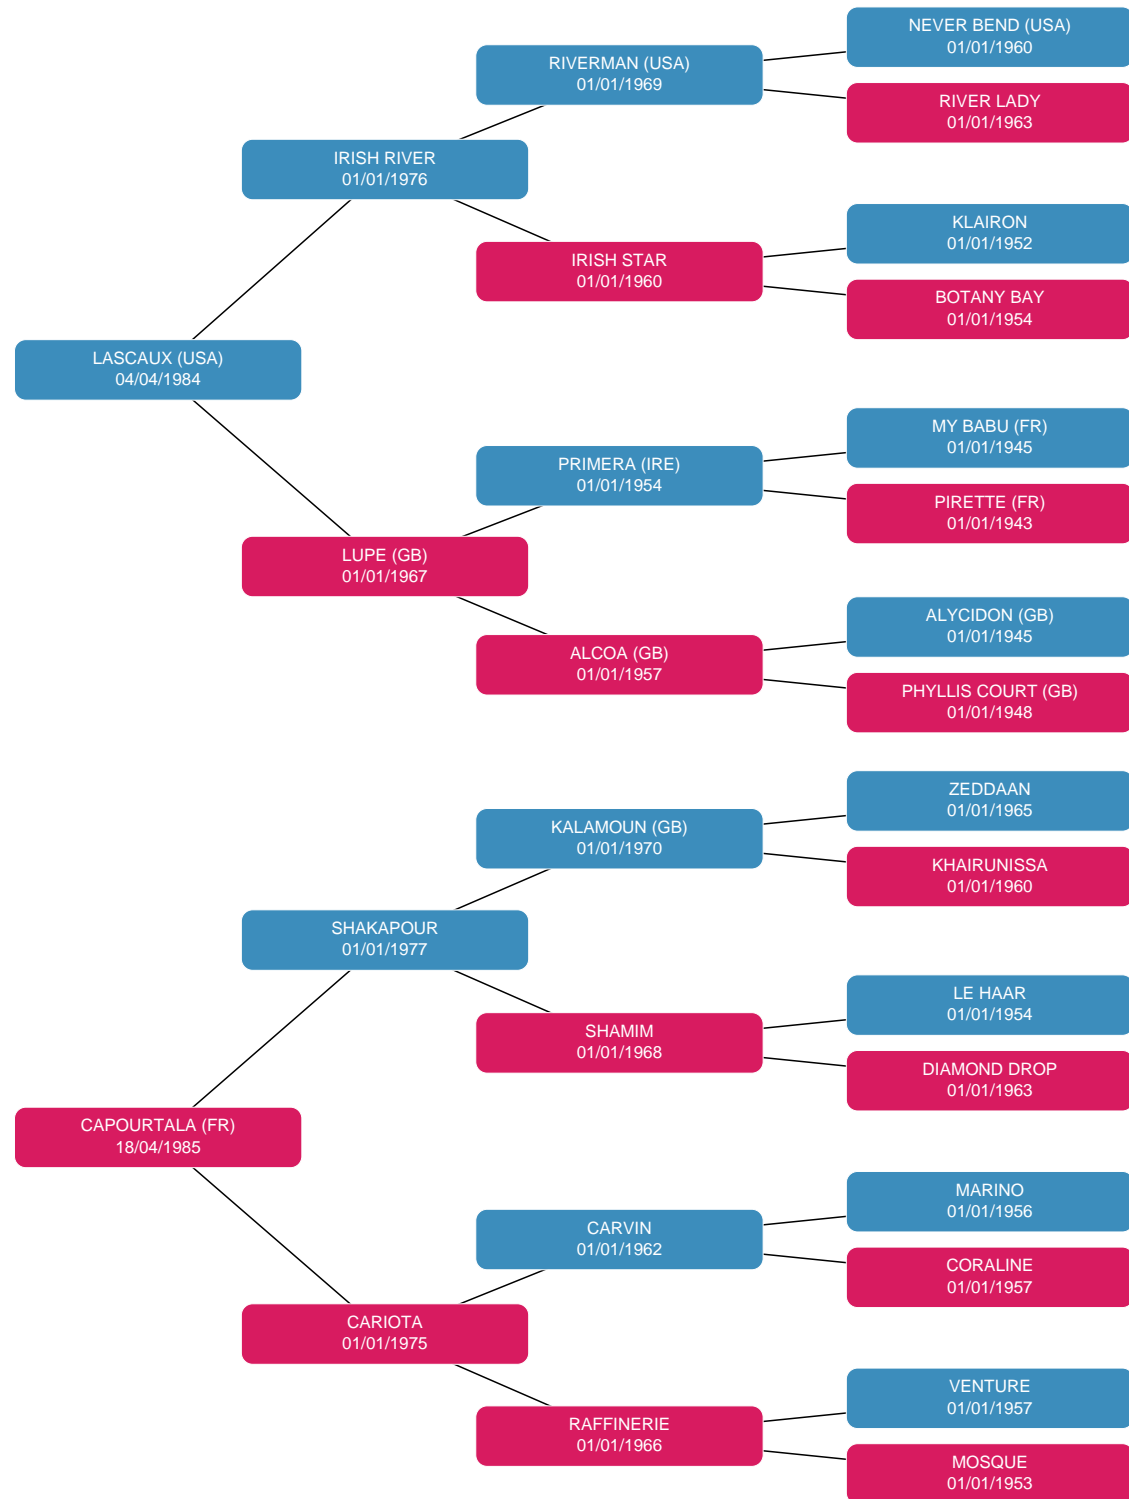 NEVER BEND (USA)
01/01/1960
RIVERMAN (USA)
01/01/1969
RIVER LADY
01/01/1963
IRISH RIVER
01/01/1976
KLAIRON
01/01/1952
IRISH STAR
01/01/1960
BOTANY BAY
01/01/1954
LASCAUX (USA)
04/04/1984
MY BABU (FR)
01/01/1945
PRIMERA (IRE)
01/01/1954
PIRETTE (FR)
01/01/1943
LUPE (GB)
01/01/1967
ALYCIDON (GB)
01/01/1945
ALCOA (GB)
01/01/1957
PHYLLIS COURT (GB)
01/01/1948
ZEDDAAN
01/01/1965
KALAMOUN (GB)
01/01/1970
KHAIRUNISSA
01/01/1960
SHAKAPOUR
01/01/1977
LE HAAR
01/01/1954
SHAMIM
01/01/1968
DIAMOND DROP
01/01/1963
CAPOURTALA (FR)
18/04/1985
MARINO
01/01/1956
CARVIN
01/01/1962
CORALINE
01/01/1957
CARIOTA
01/01/1975
VENTURE
01/01/1957
RAFFINERIE
01/01/1966
MOSQUE
01/01/1953